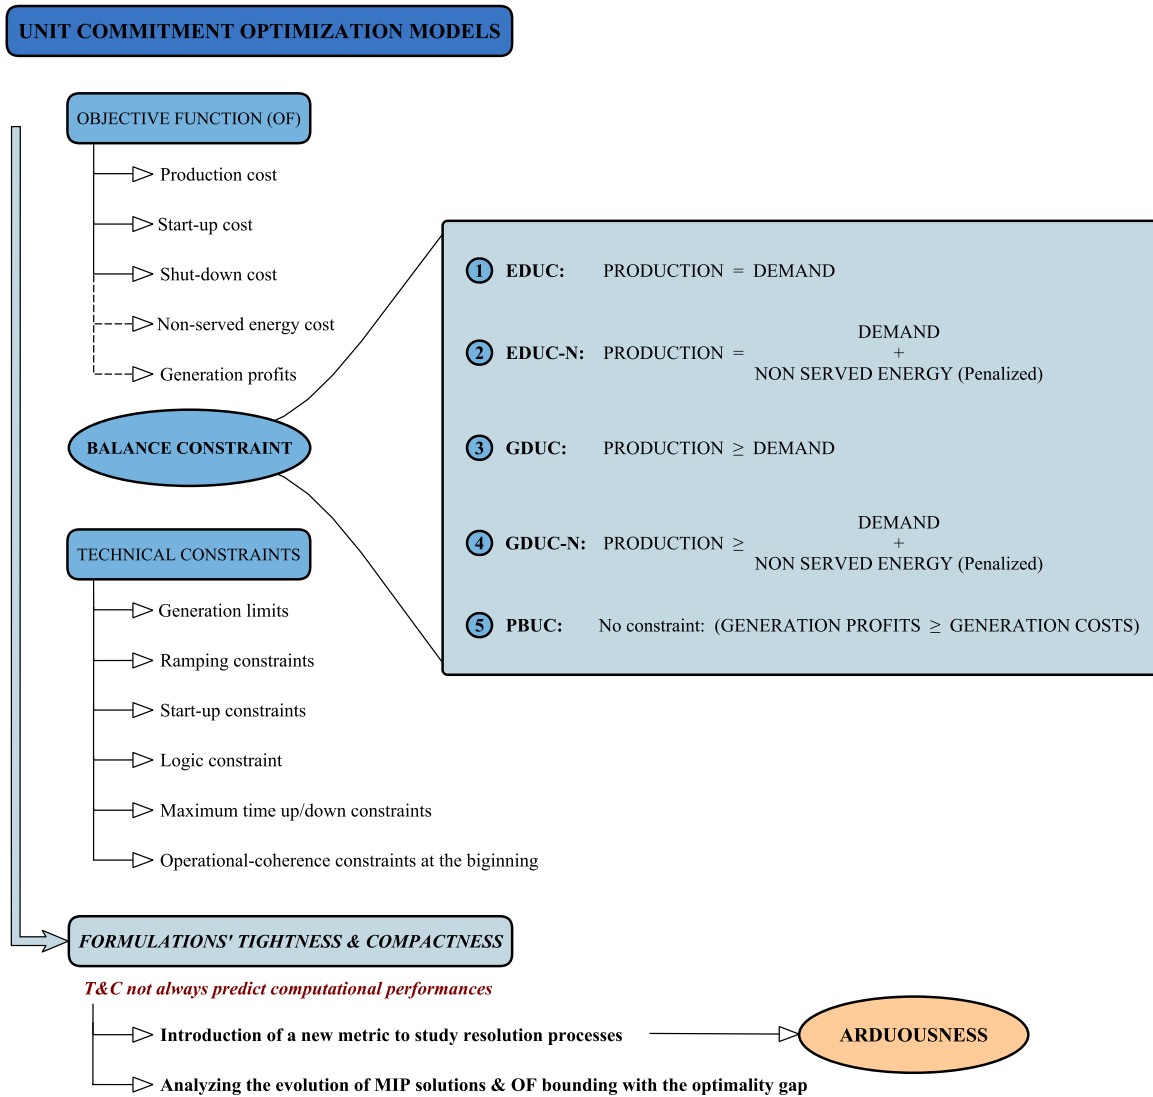 UNIT COMMITMENT OPTIMIZATION MODELS
OBJECTIVE FUNCTION (OF)
Production cost
Start-up cost
Shut-down cost
Non-served energy cost
Generation profits
BALANCE CONSTRAINT
1 EDUC: PRODUCTION = DEMAND
2 EDUC-N: PRODUCTION =
DEMAND
+
NON SERVED ENERGY (Penalized)
3 GDUC: PRODUCTION ≥ DEMAND
4 GDUC-N: PRODUCTION ≥
DEMAND
+
NON SERVED ENERGY (Penalized)
5 PBUC: No constraint: (GENERATION PROFITS ≥ GENERATION COSTS)
TECHNICAL CONSTRAINTS
Generation limits
Ramping constraints
Start-up constraints
Logic constraint
Maximum time up/down constraints
Operational-coherence constraints at the biginning
FORMULATIONS' TIGHTNESS & COMPACTNESS
T&C not always predict computational performances
Introduction of a new metric to study resolution processes
ARDUOUSNESS
Analyzing the evolution of MIP solutions & OF bounding with the optimality gap